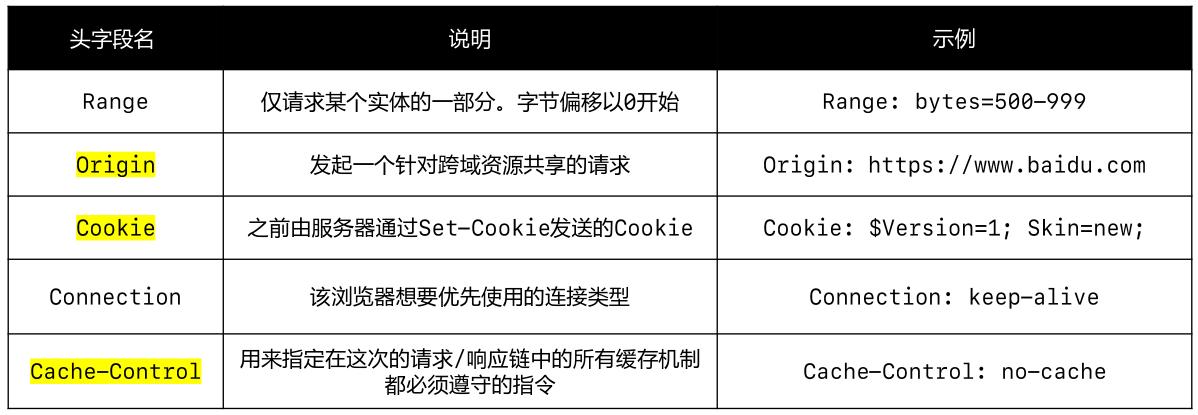 头字段名 说明 示例
Range 仅请求某个实体的一部分。字节偏移以0开始 Range: bytes=500-999
Origin 发起一个针对跨域资源共享的请求 Origin: https://www.baidu.com
Cookie 之前由服务器通过Set-Cookie发送的Cookie Cookie: $Version=1; Skin=new;
Connection 该浏览器想要优先使用的连接类型 Connection: keep-alive
Cache-Control 用来指定在这次的请求/响应链中的所有缓存机制 Cache-Control: no-cache
都必须遵守的指令